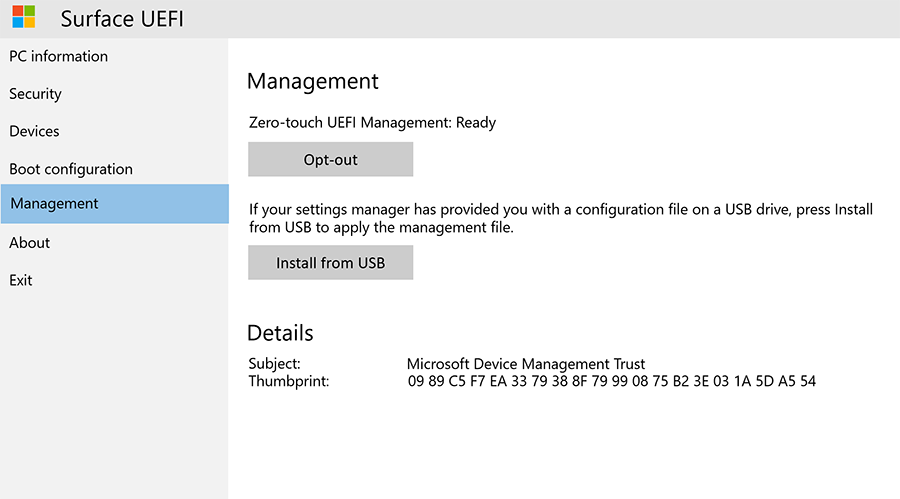 Surface UEFI
PC information
Security
Devices
Boot configuration
Management
About
Exit
Management
Zero-touch UEFI Management: Ready
Opt-out
If your settings manager has provided you with a configuration file on a USB drive, press Install
from USB to apply the management file.
Install from USB
Details
Subject: Microsoft Device Management Trust
Thumbprint: 09 89 C5 F7 EA 33 79 38 8F 79 99 08 75 B2 3E 03 1A 5D A5 54